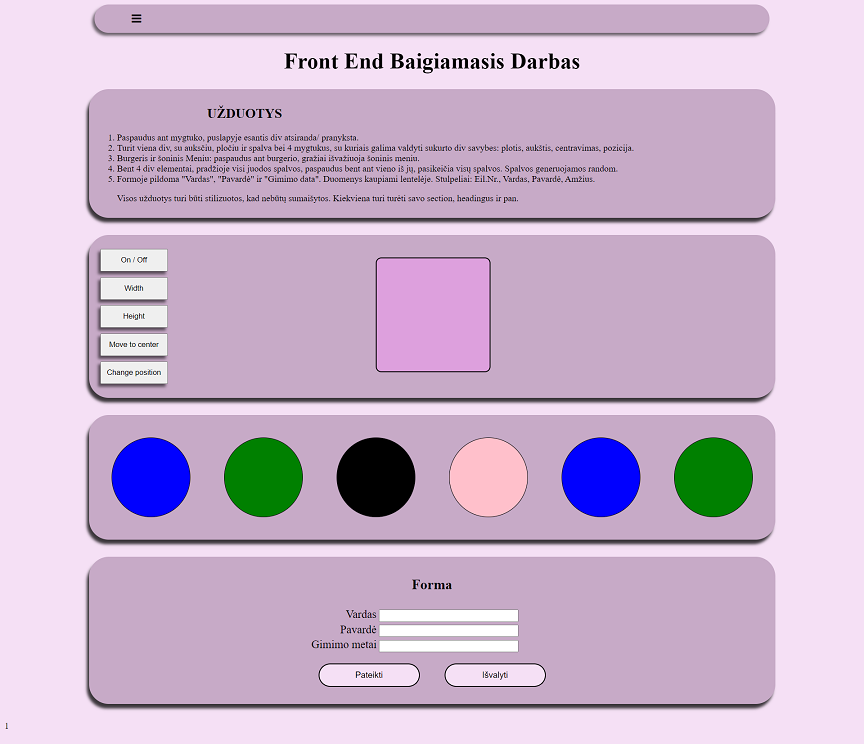 Front End Baigiamasis Darbas
UŽDUOTYS
1. Paspaudus ant mygtuko, puslapyje esantis div atsiranda/ pranyksta.
2. Turit viena div, su auksčiu, pločiu ir spalva bei 4 mygtukus, su kuriais galima valdyti sukurto div savybes: plotis, aukštis, centravimas, pozicija.
3. Burgeris ir šoninis Meniu: paspaudus ant burgerio, gražiai išvažiuoja šoninis meniu.
4. Bent 4 div elementai, pradžioje visi juodos spalvos, paspaudus bent ant vieno iš jų, pasikeičia visų spalvos. Spalvos generuojamos random.
5. Formoje pildoma "Vardas", "Pavardė" ir "Gimimo data". Duomenys kaupiami lentelėje. Stulpeliai: Eil.Nr., Vardas, Pavardė, Amžius.
Visos užduotys turi būti stilizuotos, kad nebūtų sumaišytos. Kiekviena turi turėti savo section, headingus ir pan.
On / Off
Width
Height
Move to center
Change position
Forma
Vardas
Pavardė
Gimimo metai
Pateikti Išvalyti
1